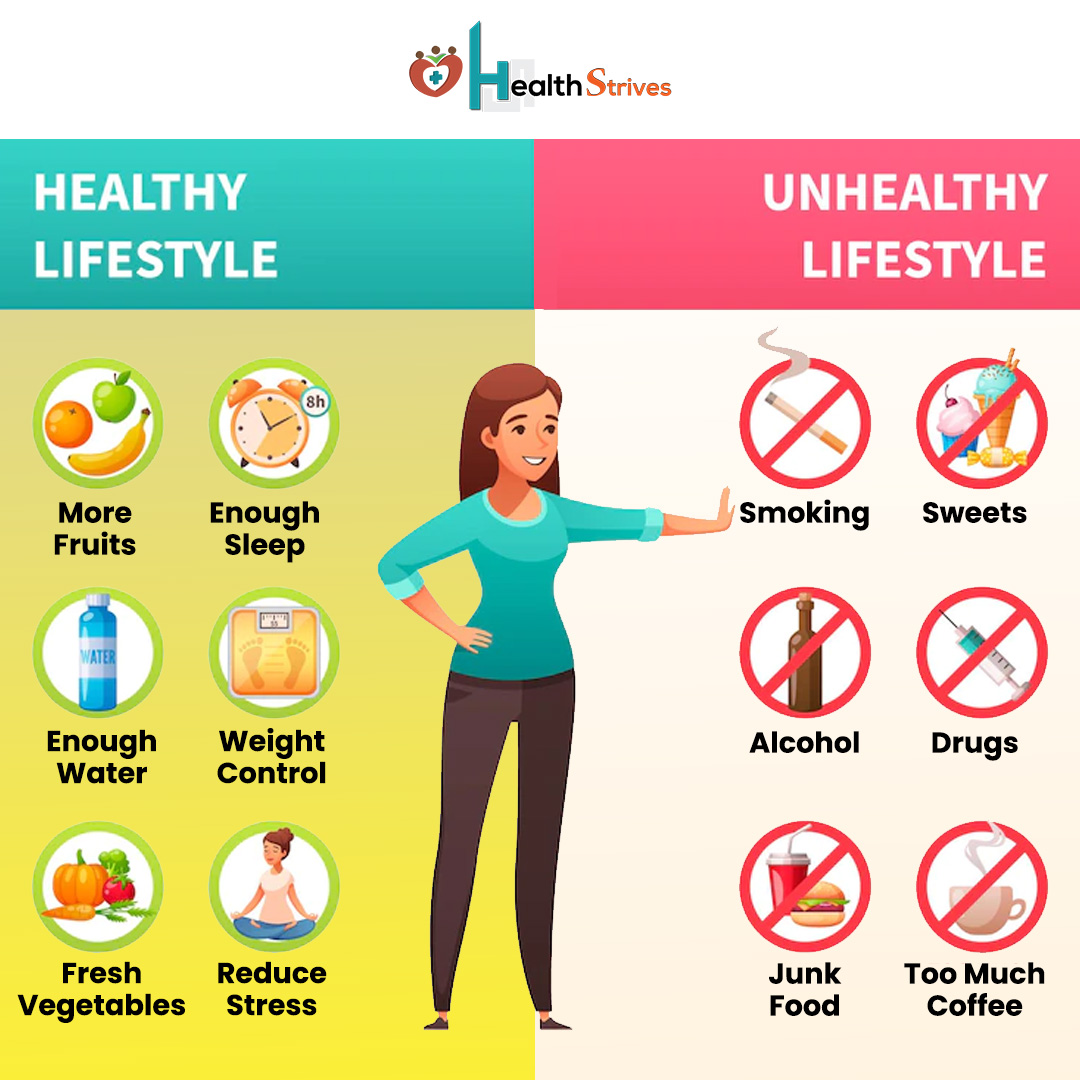 Health Strives
HEALTHY
LIFESTYLE
UNHEALTHY
LIFESTYLE
8h
More
Fruits
Enough
Sleep
Smoking
Sweets
WATER
55
Enough
Water
Weight
Control
Alcohol
Drugs
Fresh
Vegetables
Reduce
Stress
Junk
Food
Too Much
Coffee